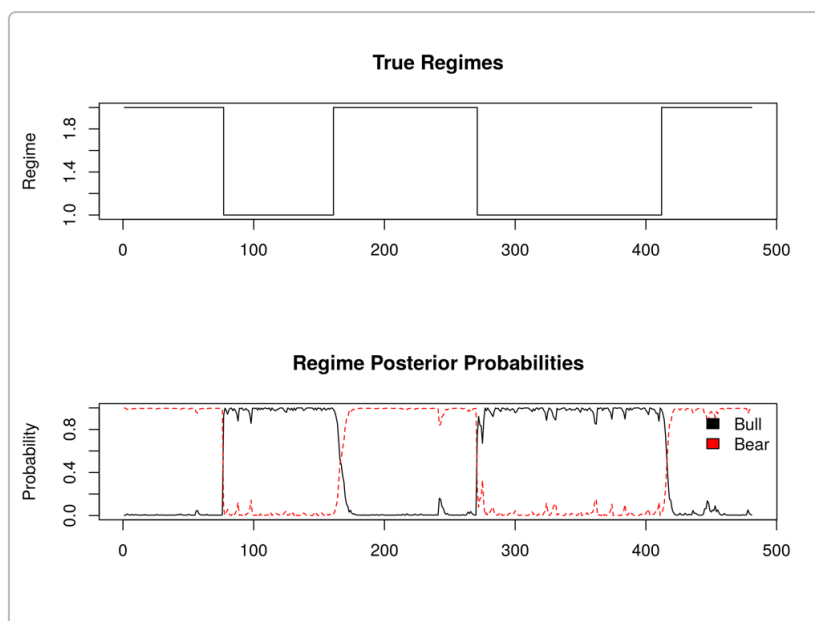 True Regimes
Regime
1.8
1.4
1.0
0 100 200 300 400 500
Regime Posterior Probabilities
Probability
0.8
0.4
0.0
Bull
Bear
0 100 200 300 400 500